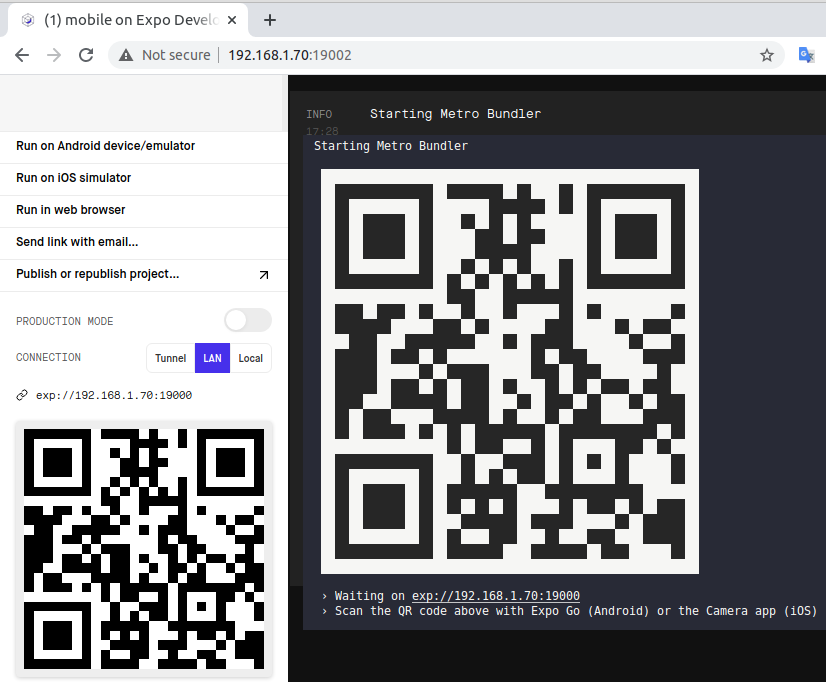 (1) mobile on Expo Develo
Not secure 192.168.1.70:19002
Run on Android device/emulator
Run on iOS simulator
Run in web browser
Send link with email...
Publish or republish project...
PRODUCTION MODE
CONNECTION Tunnel LAN Local
exp://192.168.1.70:19000
INFO Starting Metro Bundler
17:28
Starting Metro Bundler
› Waiting on exp://192.168.1.70:19000
› Scan the QR code above with Expo Go (Android) or the Camera app (iOS)